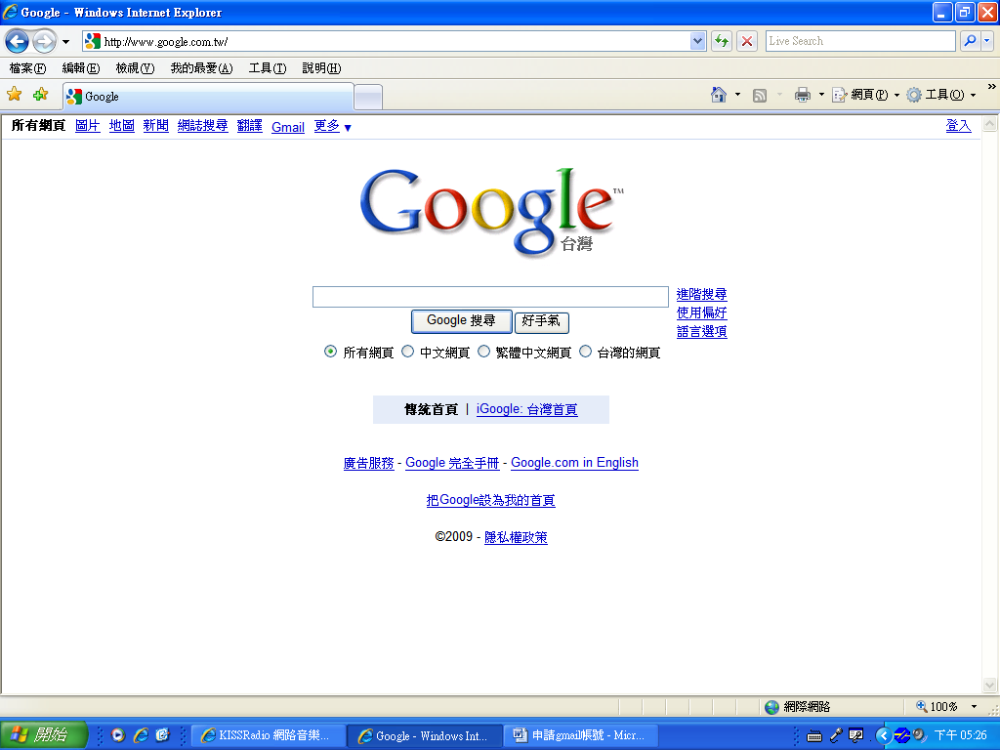 Google - Windows Internet Explorer
http://www.google.com.tw/
Live Search
檔案(F) 編輯(E) 檢視(V) 我的最愛(A) 工具(T) 說明(H)
Google
網頁(P) 工具(O) »
所有網頁 圖片 地圖 新聞 網誌搜尋 翻譯 Gmail 更多 ▼ 登入
Google™
台灣
進階搜尋
Google 搜尋 好手氣
使用偏好
語言選項
所有網頁 中文網頁 繁體中文網頁 台灣的網頁
傳統首頁 | iGoogle: 台灣首頁
廣告服務 - Google 完全手冊 - Google.com in English
把Google設為我的首頁
©2009 - 隱私權政策
網際網路 100%
開始 KISSRadio 網路音樂... Google - Windows Int... 申請gmail帳號 - Micr... 下午 05:26